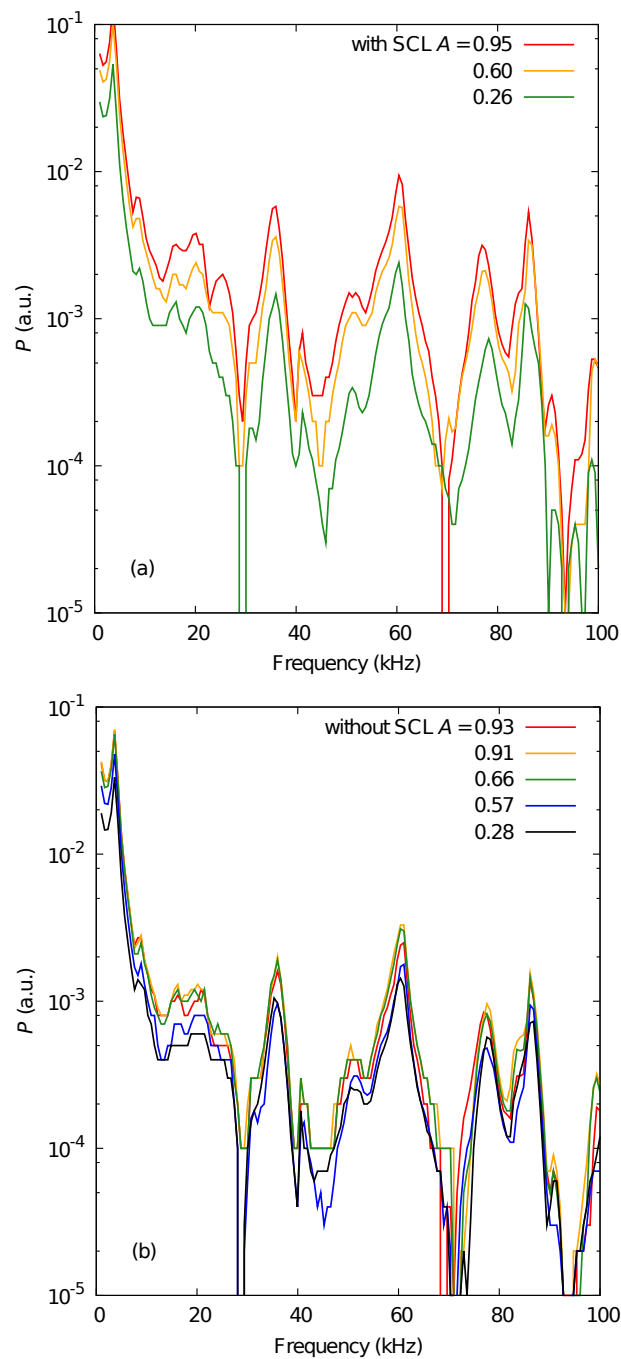 10^-1
with SCL A = 0.95
0.60
0.26
10^-2
P (a.u.)
10^-3
10^-4
(a)
10^-5
0 20 40 60 80 100
Frequency (kHz)
10^-1
without SCL A = 0.93
0.91
0.66
0.57
0.28
10^-2
P (a.u.)
10^-3
10^-4
(b)
10^-5
0 20 40 60 80 100
Frequency (kHz)